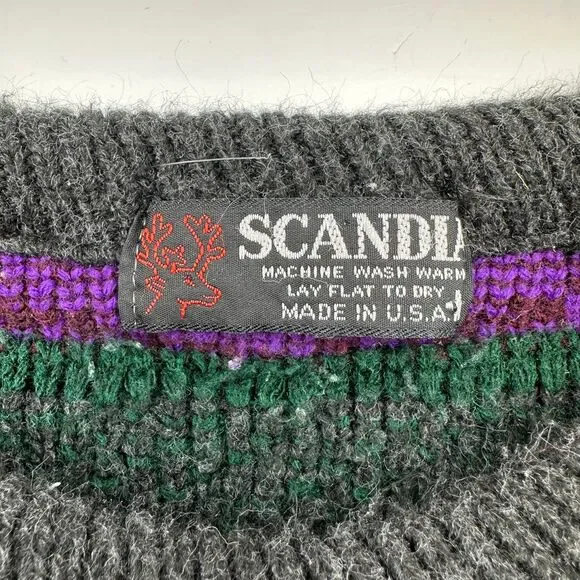 SCANDIA
MACHINE WASH WARM
LAY FLAT TO DRY
MADE IN U.S.A.